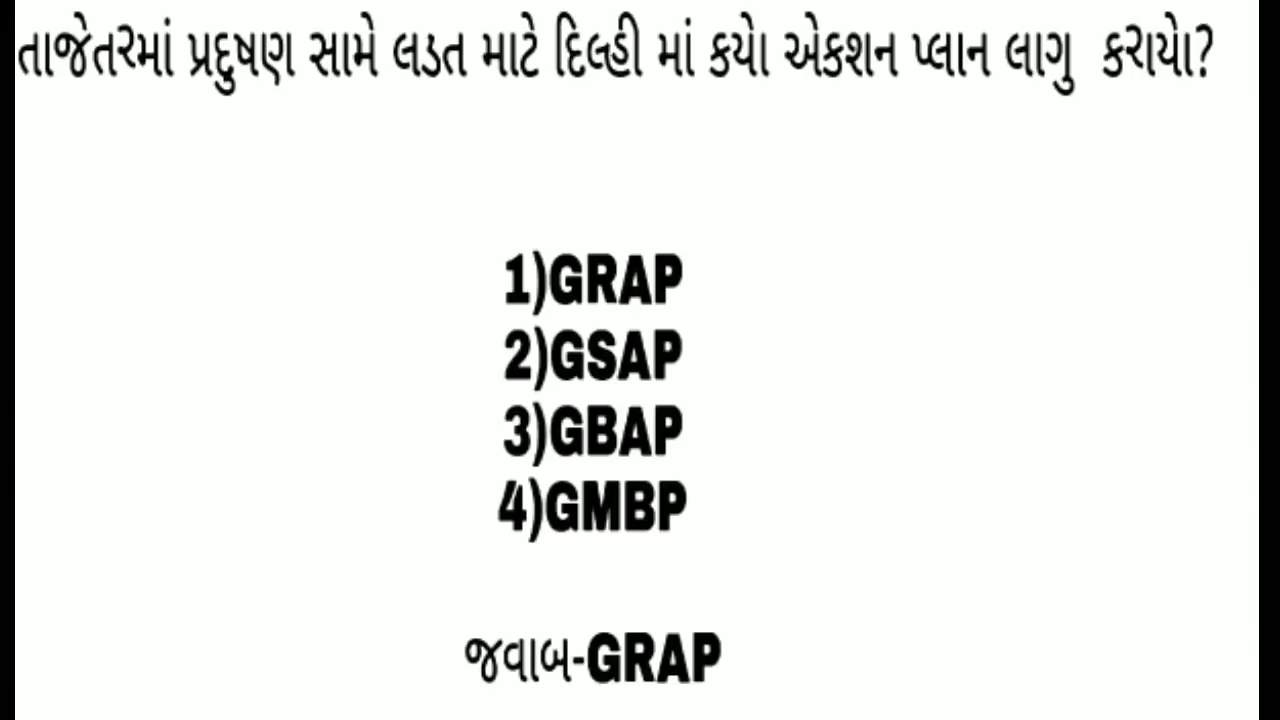 તાજેતરમાં પ્રદુષણ સામે લડત માટે દિલ્હી માં કયો એકશન પ્લાન લાગુ કરાયો?
1)GRAP
2)GSAP
3)GBAP
4)GMBP
જવાબ-GRAP